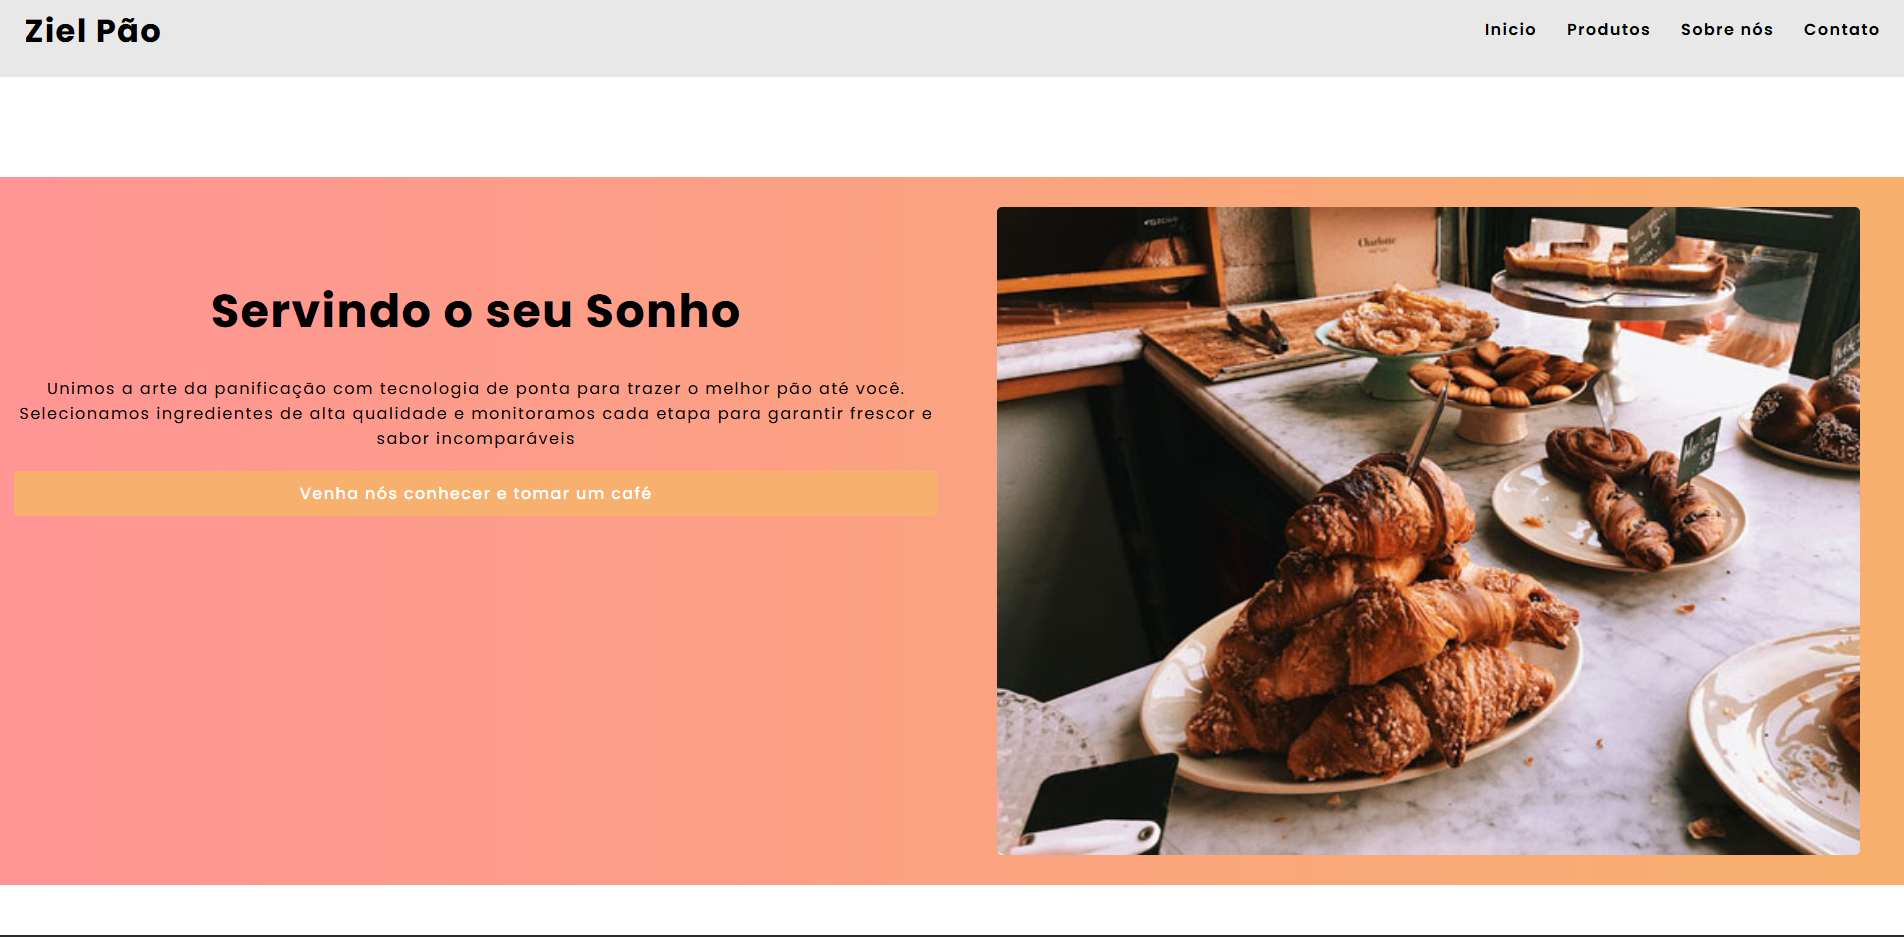 Ziel Pão
Inicio Produtos Sobre nós Contato
Servindo o seu Sonho
Unimos a arte da panificação com tecnologia de ponta para trazer o melhor pão até você.
Selecionamos ingredientes de alta qualidade e monitoramos cada etapa para garantir frescor e
sabor incomparáveis
Venha nós conhecer e tomar um café
Charlotte